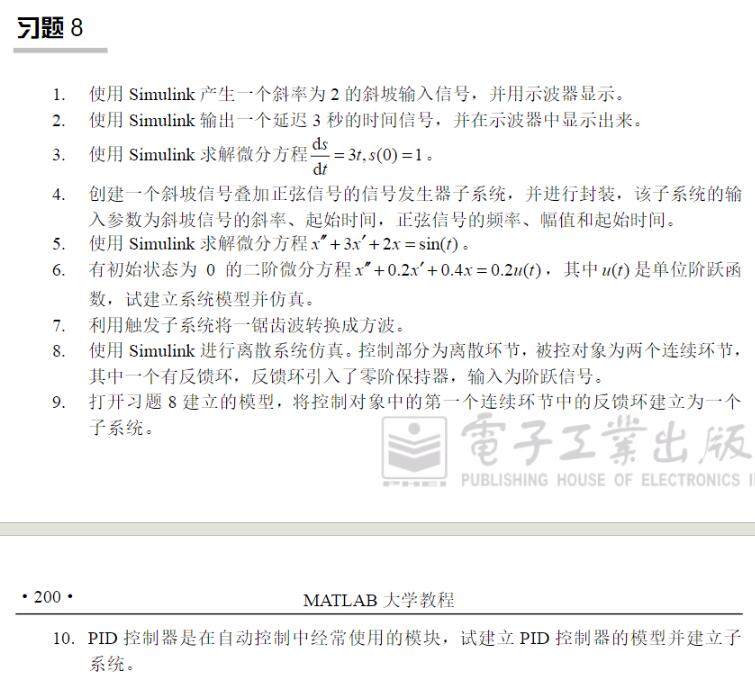 习题 8
1. 使用 Simulink 产生一个斜率为 2 的斜坡输入信号，并用示波器显示。
2. 使用 Simulink 输出一个延迟 3 秒的时间信号，并在示波器中显示出来。
3. 使用 Simulink 求解微分方程 ds/dt = 3t, s(0) = 1。
4. 创建一个斜坡信号叠加正弦信号的信号发生器子系统，并进行封装，该子系统的输
入参数为斜坡信号的斜率、起始时间，正弦信号的频率、幅值和起始时间。
5. 使用 Simulink 求解微分方程 x″+3x′+2x = sin(t)。
6. 有初始状态为 0 的二阶微分方程 x″+0.2x′+0.4x = 0.2u(t)，其中 u(t) 是单位阶跃函
数，试建立系统模型并仿真。
7. 利用触发子系统将一锯齿波转换成方波。
8. 使用 Simulink 进行离散系统仿真。控制部分为离散环节，被控对象为两个连续环节，
其中一个有反馈环，反馈环引入了零阶保持器，输入为阶跃信号。
9. 打开习题 8 建立的模型，将控制对象中的第一个连续环节中的反馈环建立为一个
子系统。
電子工業出版
PUBLISHING HOUSE OF ELECTRONICS I
PHEI
• 200 •
MATLAB 大学教程
10. PID 控制器是在自动控制中经常使用的模块，试建立 PID 控制器的模型并建立子
系统。